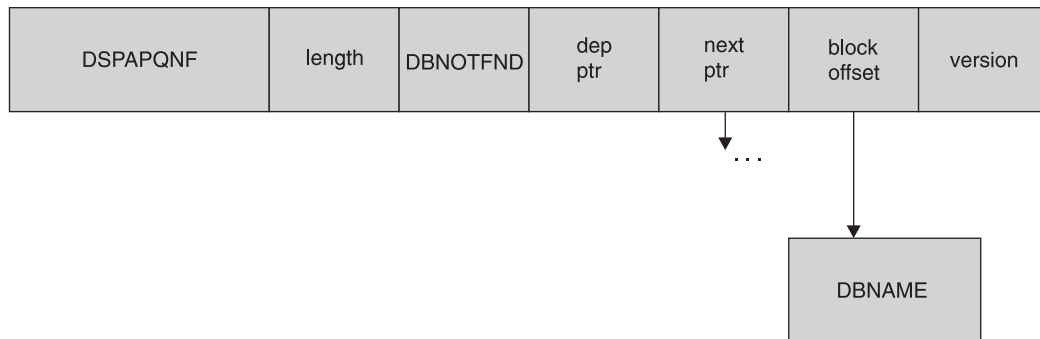 DSPAPQNF
length
DBNOTFND
dep
ptr
next
ptr
block
offset
version
...
DBNAME